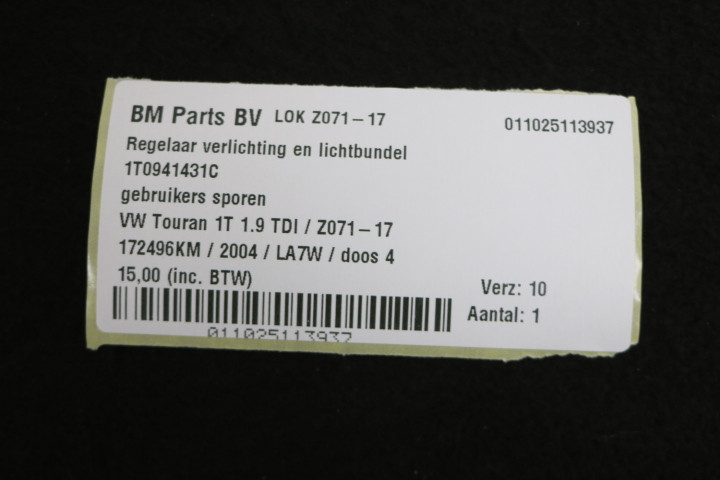 BM Parts BV LOK Z071-17
011025113937
Regelaar verlichting en lichtbundel
1T0941431C
gebruikers sporen
VW Touran 1T 1.9 TDI / Z071-17
172496KM / 2004 / LA7W / doos 4
15,00 (inc. BTW)
Verz: 10
Aantal: 1
011025113937